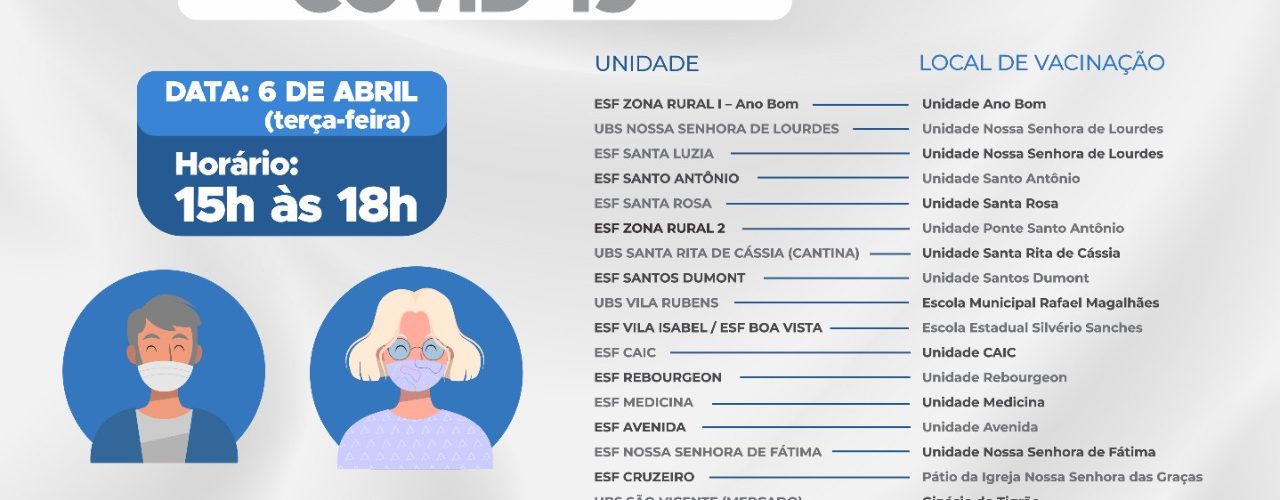 COVID-19
DATA: 6 DE ABRIL
(terça-feira)
Horário:
15h às 18h
UNIDADE LOCAL DE VACINAÇÃO
ESF ZONA RURAL I – Ano Bom Unidade Ano Bom
UBS NOSSA SENHORA DE LOURDES Unidade Nossa Senhora de Lourdes
ESF SANTA LUZIA Unidade Nossa Senhora de Lourdes
ESF SANTO ANTÔNIO Unidade Santo Antônio
ESF SANTA ROSA Unidade Santa Rosa
ESF ZONA RURAL 2 Unidade Ponte Santo Antônio
UBS SANTA RITA DE CÁSSIA (CANTINA) Unidade Santa Rita de Cássia
ESF SANTOS DUMONT Unidade Santos Dumont
UBS VILA RUBENS Escola Municipal Rafael Magalhães
ESF VILA ISABEL / ESF BOA VISTA Escola Estadual Silvério Sanches
ESF CAIC Unidade CAIC
ESF REBOURGEON Unidade Rebourgeon
ESF MEDICINA Unidade Medicina
ESF AVENIDA Unidade Avenida
ESF NOSSA SENHORA DE FÁTIMA Unidade Nossa Senhora de Fátima
ESF CRUZEIRO Pátio da Igreja Nossa Senhora das Graças
UBS SÃO VICENTE (MERCADO) Ginásio do Tigrão